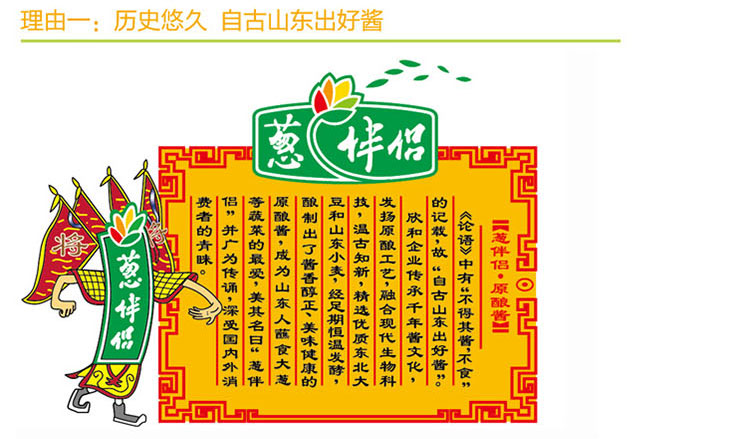 理由一：历史悠久 自古山东出好酱
葱伴侣
【葱伴侣·原酿酱】
《论语》中有“不得其酱，不食”
的记载，故“自古山东出好酱”。
欣和企业传承千年酱文化，
发扬原酿工艺，融合现代生物科
技，温古知新，精选优质东北大
豆和山东小麦，经足期恒温发酵，
酿制出了酱香醇正、美味健康的
原酿酱，成为山东人蘸食大葱
等蔬菜的最爱，美其名曰“葱伴
侣”并广为传诵，深受国内外消
费者的青睐。
将
葱伴侣